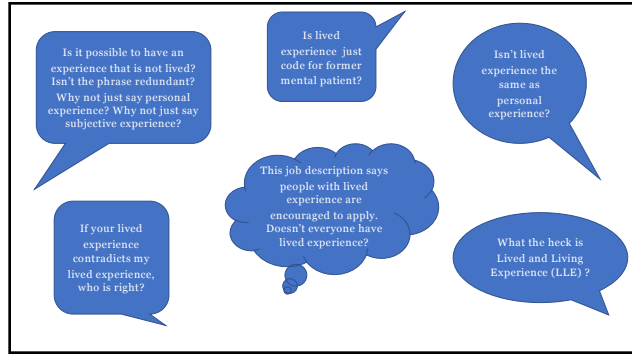 Is it possible to have an
experience that is not lived?
Isn't the phrase redundant?
Why not just say personal
experience? Why not just say
subjective experience?
Is lived
experience just
code for former
mental patient?
Isn't lived
experience the
same as
personal
experience?
This job description says
people with lived
experience are
encouraged to apply.
Doesn't everyone have
lived experience?
If your lived
experience
contradicts my
lived experience,
who is right?
What the heck is
Lived and Living
Experience (LLE) ?